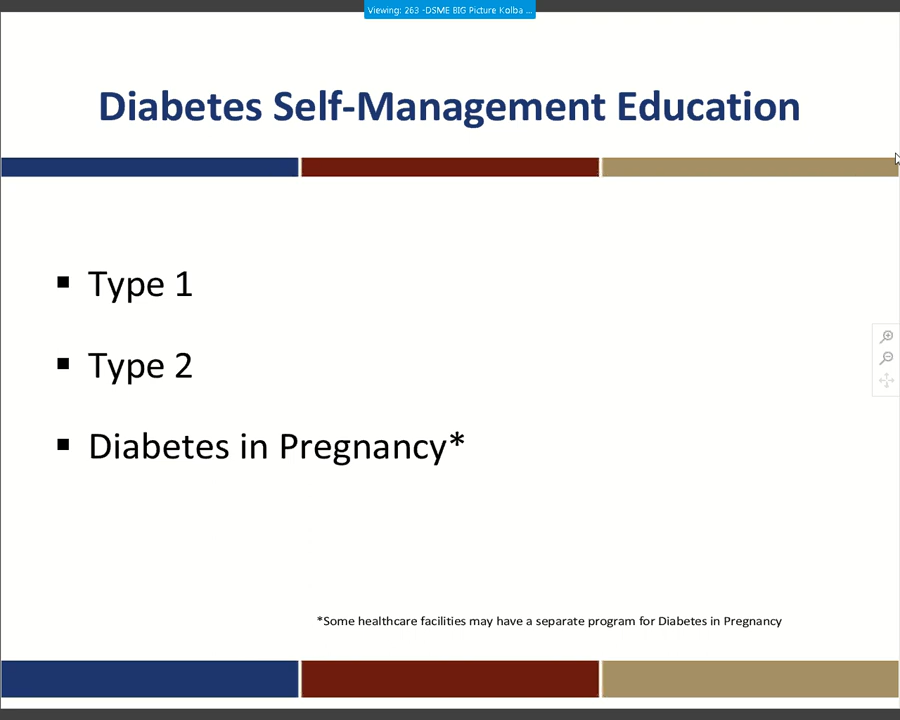 Viewing: 263 -DSME BIG Picture Kolba ...
Diabetes Self-Management Education
▪ Type 1
▪ Type 2
▪ Diabetes in Pregnancy*
*Some healthcare facilities may have a separate program for Diabetes in Pregnancy